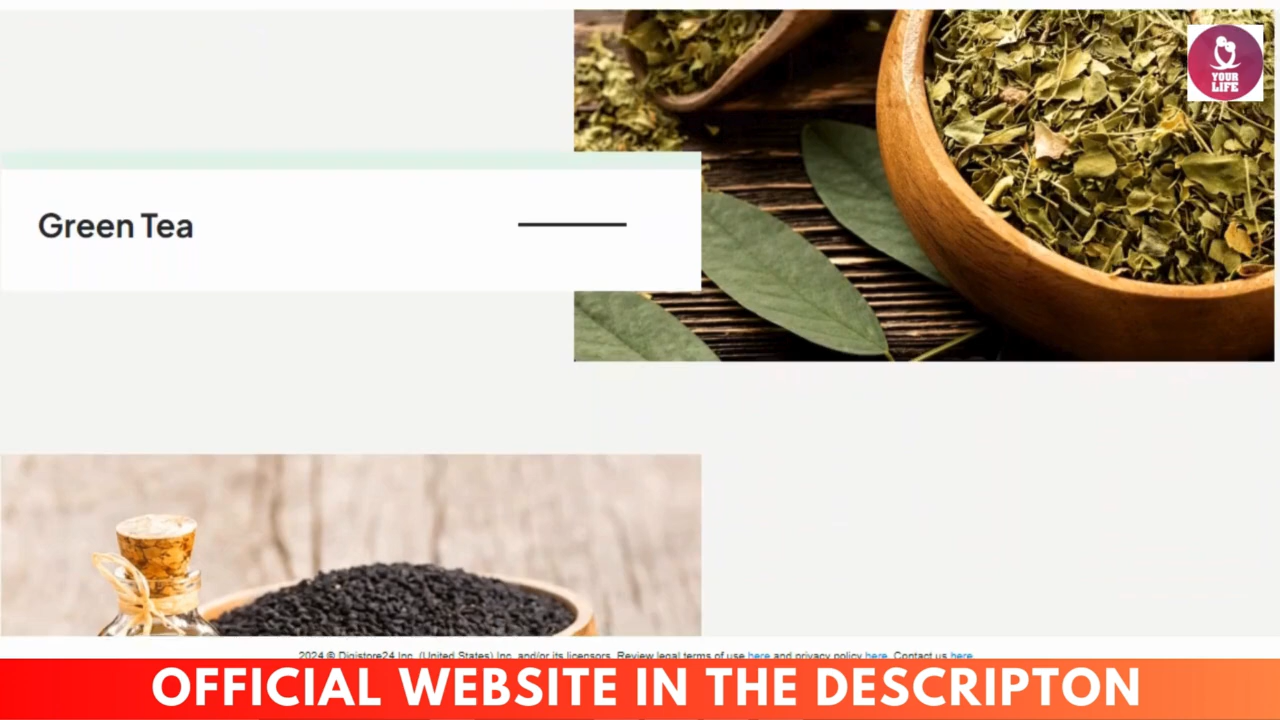 YOUR
LIFE
Green Tea
2024 © Digistore24 Inc. (United States) Inc. and/or its licensors. Review legal terms of use here and privacy policy here. Contact us here.
OFFICIAL WEBSITE IN THE DESCRIPTON